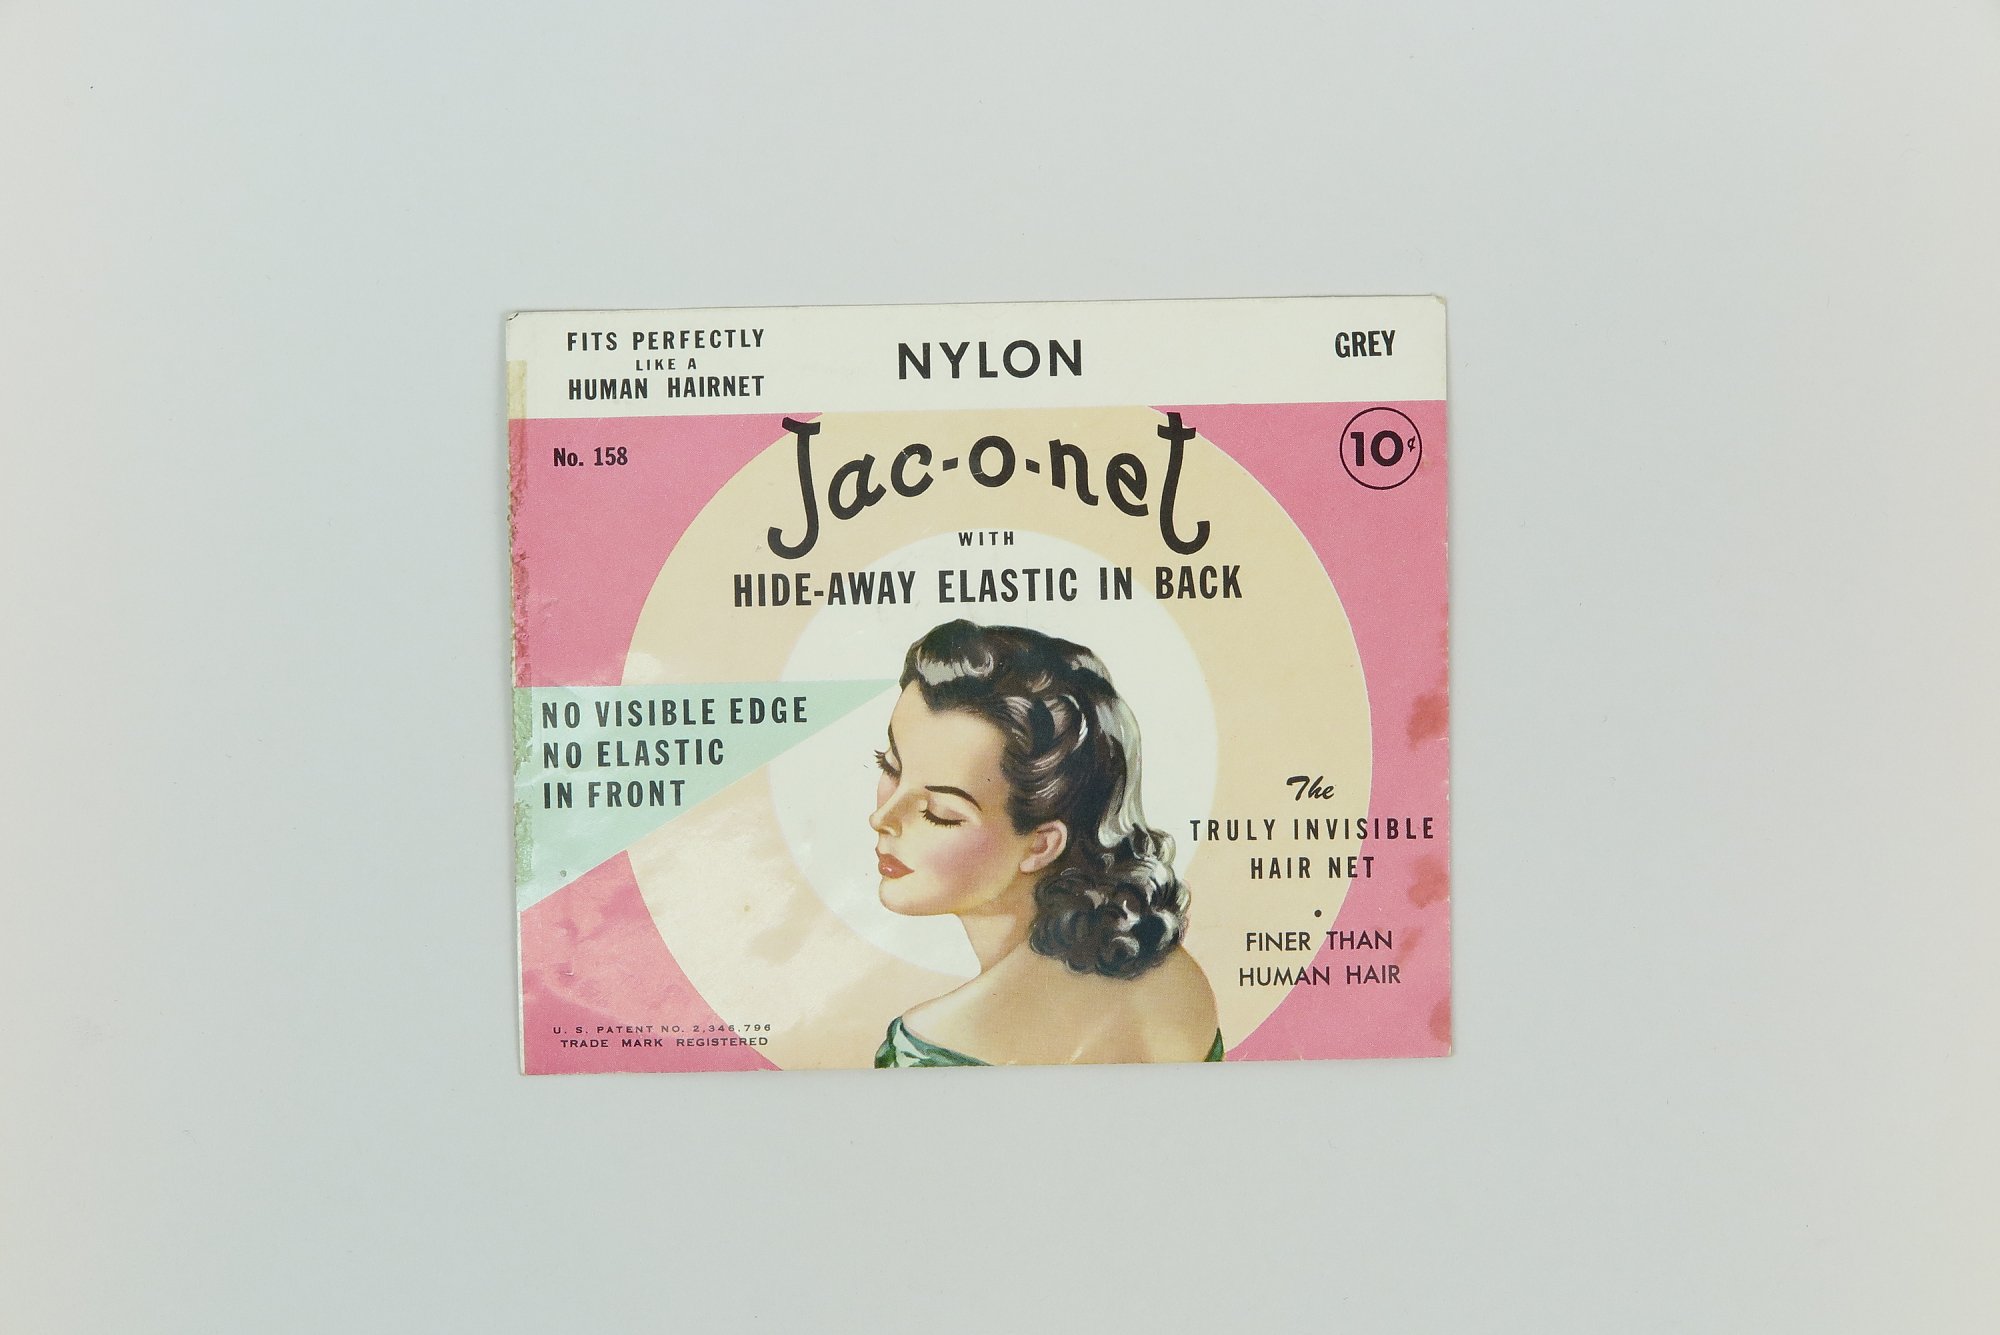 FITS PERFECTLY
LIKE A
HUMAN HAIRNET
NYLON
GREY
No. 158
10¢
Jac-o-net
WITH
HIDE-AWAY ELASTIC IN BACK
NO VISIBLE EDGE
NO ELASTIC
IN FRONT
The
TRULY INVISIBLE
HAIR NET
•
FINER THAN
HUMAN HAIR
U. S. PATENT NO. 2,346,796
TRADE MARK REGISTERED